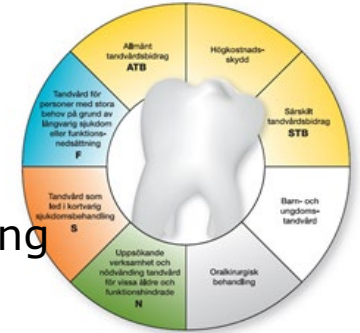 Allmänt
tandvårdsbidrag
ATB
Högkostnads-
skydd
Särskilt
tandvårdsbidrag
STB
Barn- och
ungdoms-
tandvård
Oralkirurgisk
behandling
Uppsökande
verksamhet och
nödvänding tandvård
för vissa äldre och
funktionshindrade
N
Tandvård som
led i kortvarig
sjukdomsbehandling
S
Tandvård för
personer med stora
behov på grund av
långvarig sjukdom
eller funktions-
nedsättning
F
ng